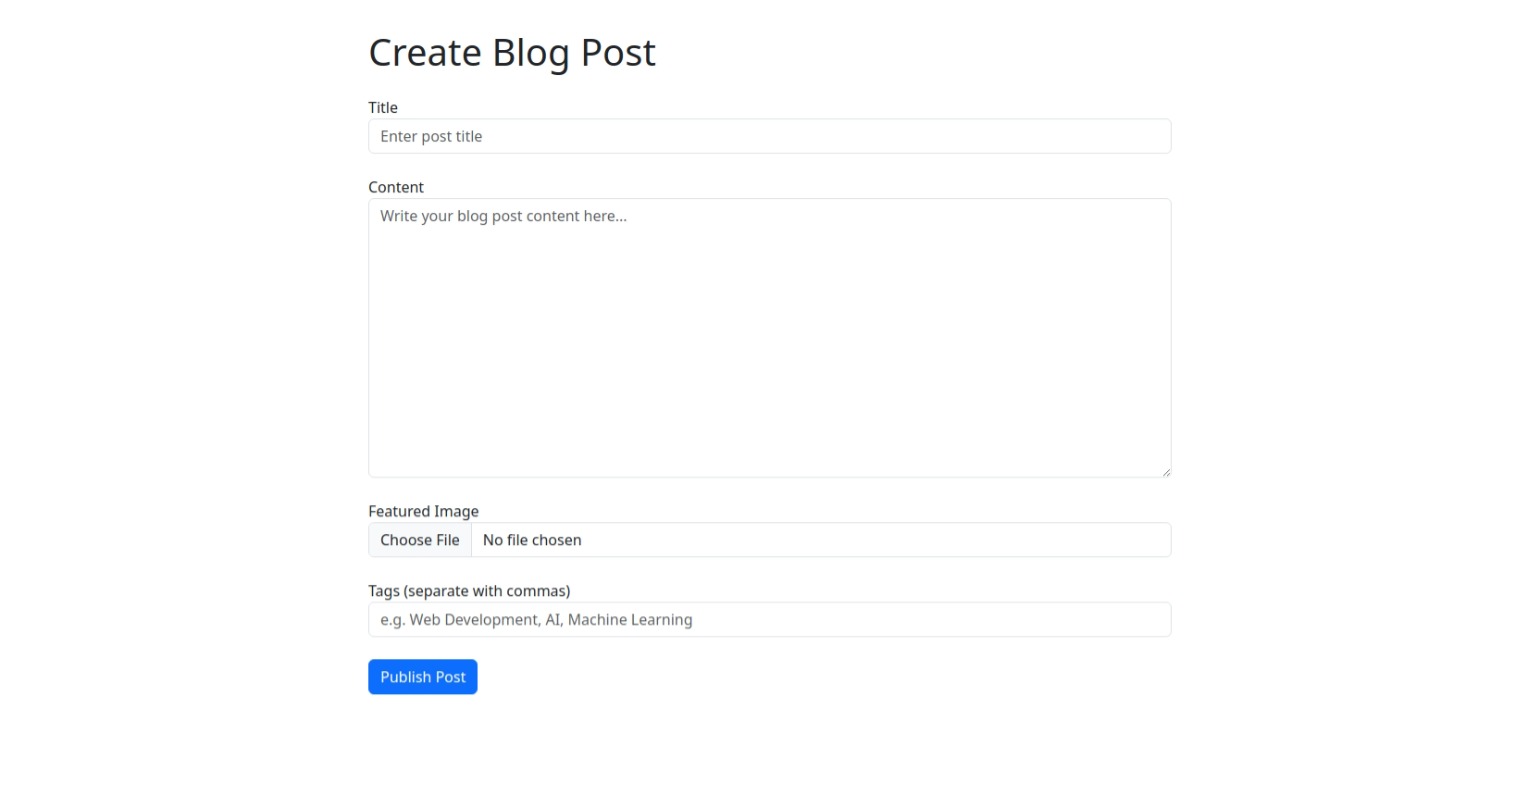 Create Blog Post
Title
Enter post title
Content
Write your blog post content here...
Featured Image
Choose File No file chosen
Tags (separate with commas)
e.g. Web Development, AI, Machine Learning
Publish Post